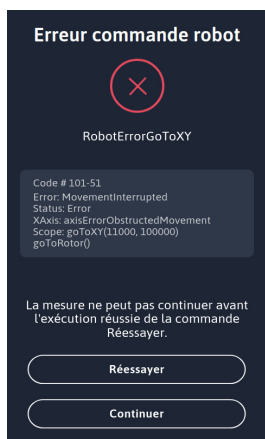 Erreur commande robot
RobotErrorGoToXY
Code # 101-51
Error: MovementInterrupted
Status: Error
XAxis: axisErrorObstructedMovement
Scope: goToXY(11000, 100000)
goToRotor()
La mesure ne peut pas continuer avant
l'exécution réussie de la commande
Réessayer.
Réessayer
Continuer